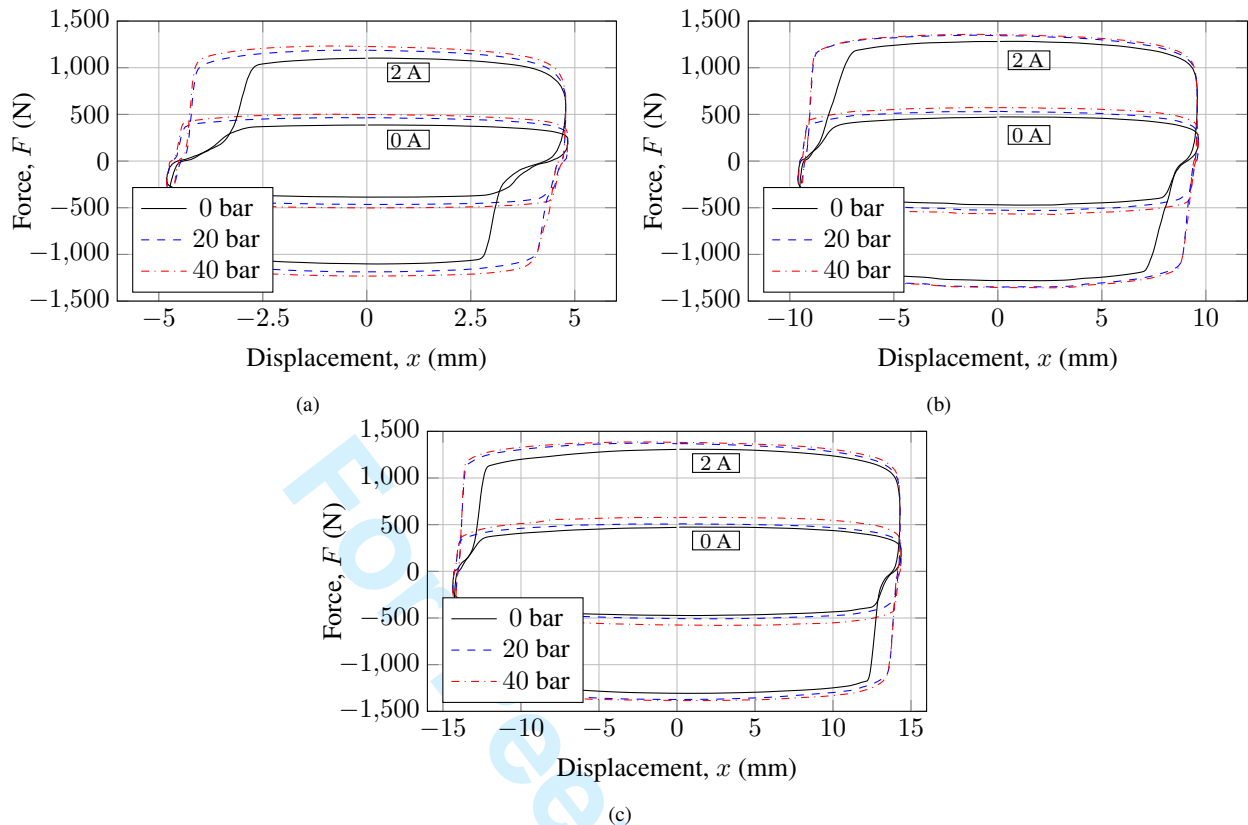 1,500
1,000
500
0
−500
−1,000
−1,500
Force, F (N)
2 A
0 A
0 bar
20 bar
40 bar
−5
−2.5
0
2.5
5
Displacement, x (mm)
(a)
1,500
1,000
500
0
−500
−1,000
−1,500
Force, F (N)
2 A
0 A
0 bar
20 bar
40 bar
−10
−5
0
5
10
Displacement, x (mm)
(b)
1,500
1,000
500
0
−500
−1,000
−1,500
Force, F (N)
2 A
0 A
0 bar
20 bar
40 bar
−15
−10
−5
0
5
10
15
Displacement, x (mm)
(c)